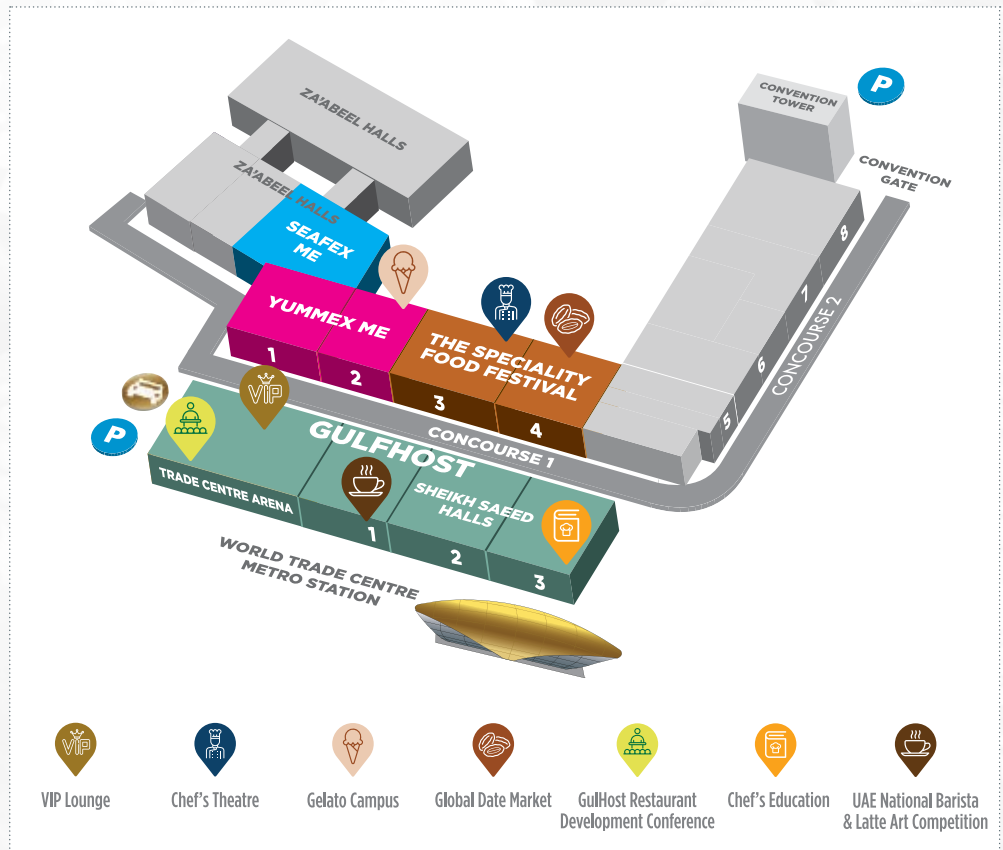 ZA'ABEEL HALLS
ZA'ABEEL HALLS
CONVENTION
TOWER
P
CONVENTION
GATE
SEAFEX
ME
YUMMEX ME
1
2
THE SPECIALITY
FOOD FESTIVAL
3
4
5
6
7
8
CONCOURSE 2
CONCOURSE 1
VIP
P
GULFHOST
TRADE CENTRE ARENA
SHEIKH SAEED
HALLS
1
2
3
WORLD TRADE CENTRE
METRO STATION
VIP
VIP Lounge
Chef's Theatre
Gelato Campus
Global Date Market
GulHost Restaurant
Development Conference
Chef's Education
UAE National Barista
& Latte Art Competition